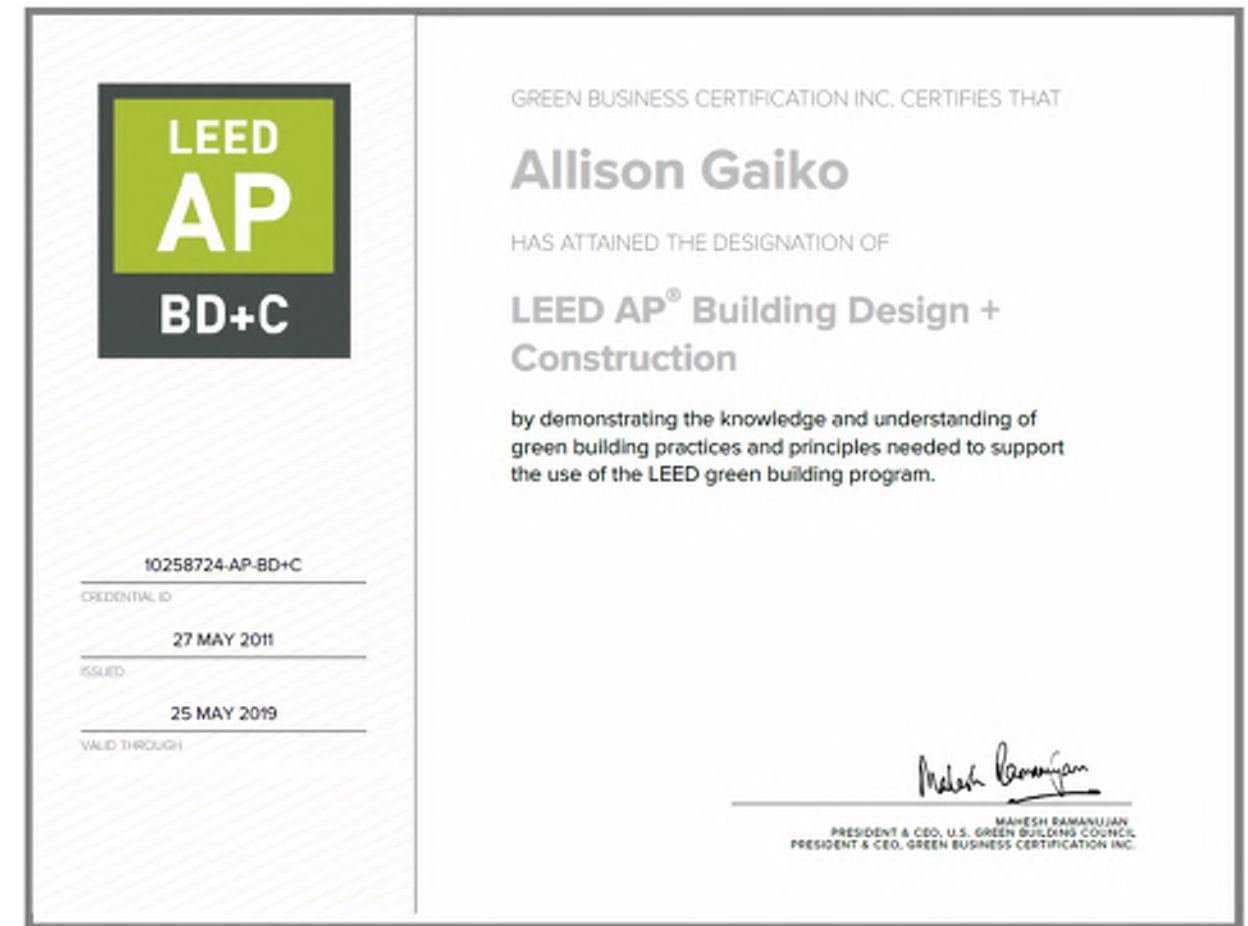 LEED
AP
BD+C
10258724-AP-BD+C
CREDENTIAL ID
27 MAY 2011
ISSUED
25 MAY 2019
VALID THROUGH
GREEN BUSINESS CERTIFICATION INC. CERTIFIES THAT
Allison Gaiko
HAS ATTAINED THE DESIGNATION OF
LEED AP® Building Design +
Construction
by demonstrating the knowledge and understanding of
green building practices and principles needed to support
the use of the LEED green building program.
Mahesh Ramanujan
MAHESH RAMANUJAN
PRESIDENT & CEO, U.S. GREEN BUILDING COUNCIL
PRESIDENT & CEO, GREEN BUSINESS CERTIFICATION INC.